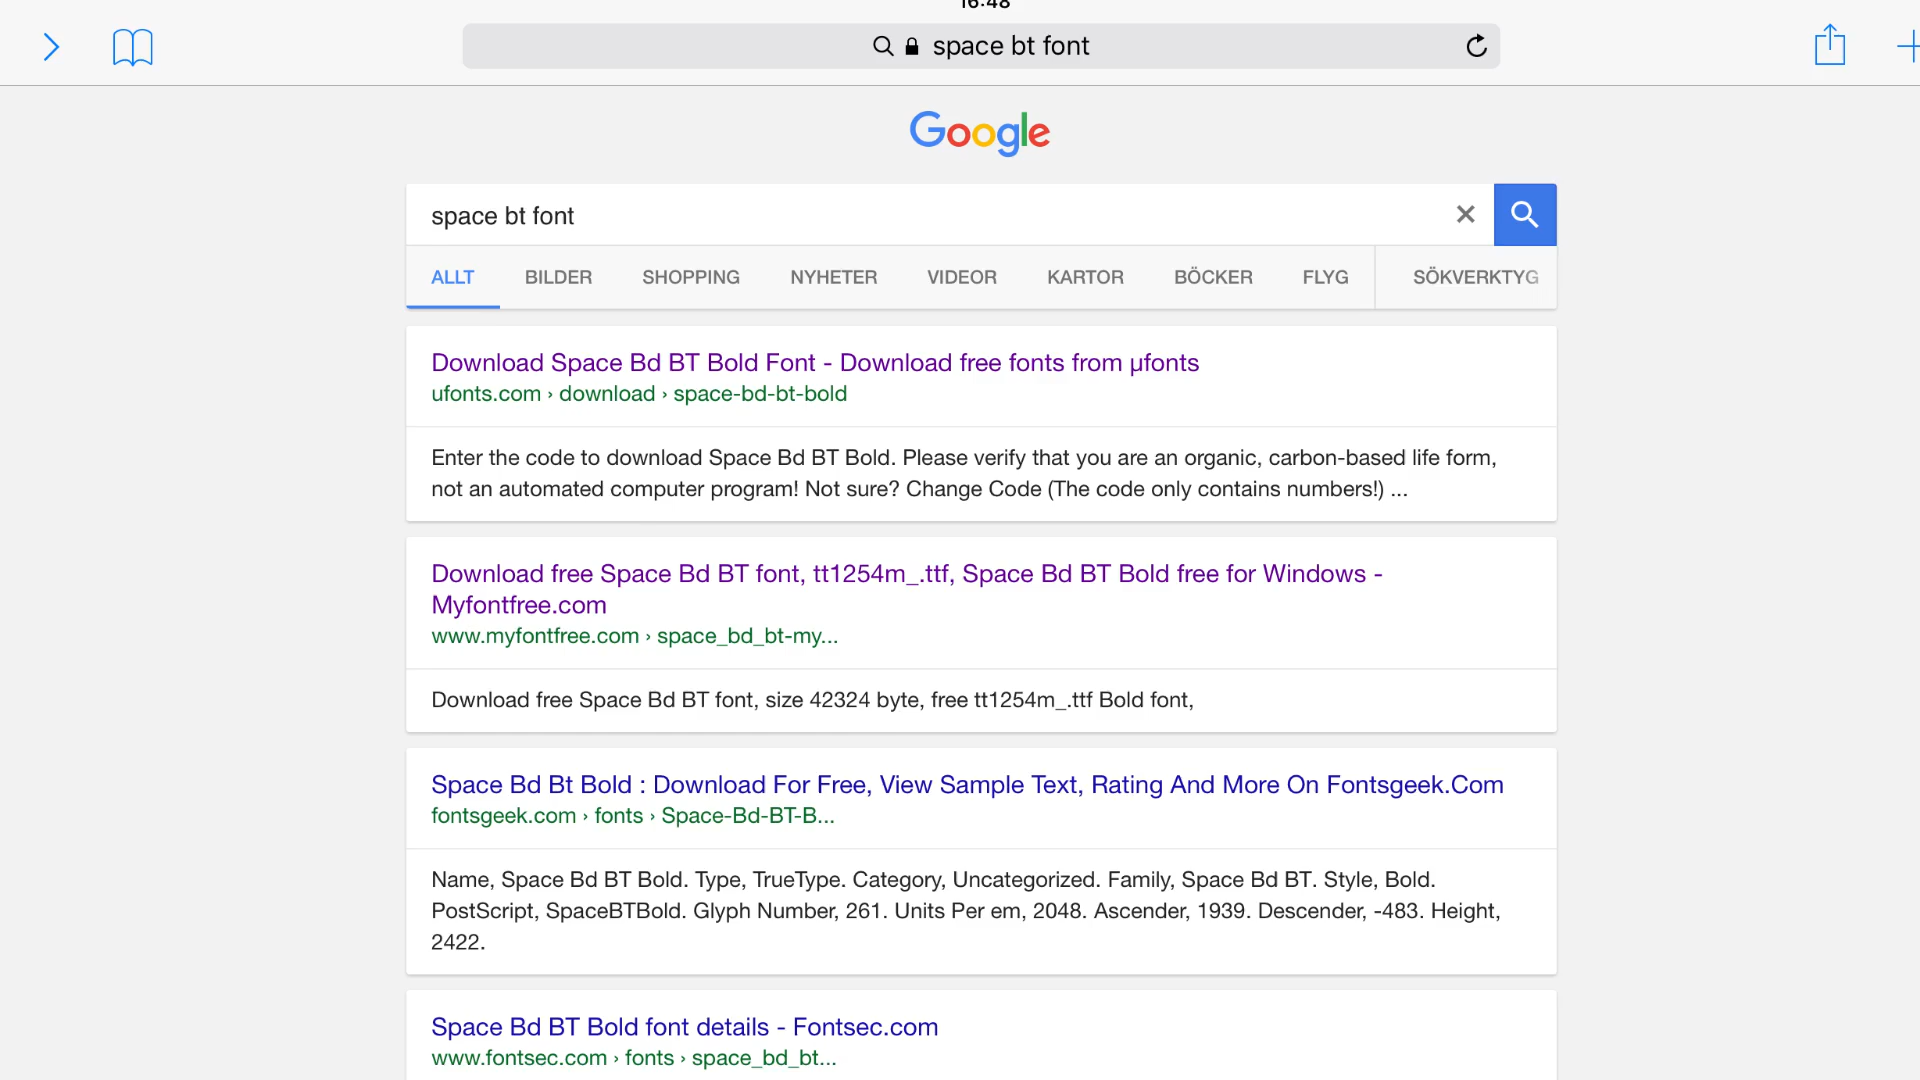 16:48
space bt font
Google
space bt font
ALLT BILDER SHOPPING NYHETER VIDEOR KARTOR BÖCKER FLYG SÖKVERKTYG
Download Space Bd BT Bold Font - Download free fonts from µfonts
ufonts.com › download › space-bd-bt-bold
Enter the code to download Space Bd BT Bold. Please verify that you are an organic, carbon-based life form,
not an automated computer program! Not sure? Change Code (The code only contains numbers!) ...
Download free Space Bd BT font, tt1254m_.ttf, Space Bd BT Bold free for Windows -
Myfontfree.com
www.myfontfree.com › space_bd_bt-my...
Download free Space Bd BT font, size 42324 byte, free tt1254m_.ttf Bold font,
Space Bd Bt Bold : Download For Free, View Sample Text, Rating And More On Fontsgeek.Com
fontsgeek.com › fonts › Space-Bd-BT-B...
Name, Space Bd BT Bold. Type, TrueType. Category, Uncategorized. Family, Space Bd BT. Style, Bold.
PostScript, SpaceBTBold. Glyph Number, 261. Units Per em, 2048. Ascender, 1939. Descender, -483. Height,
2422.
Space Bd BT Bold font details - Fontsec.com
www.fontsec.com › fonts › space_bd_bt...